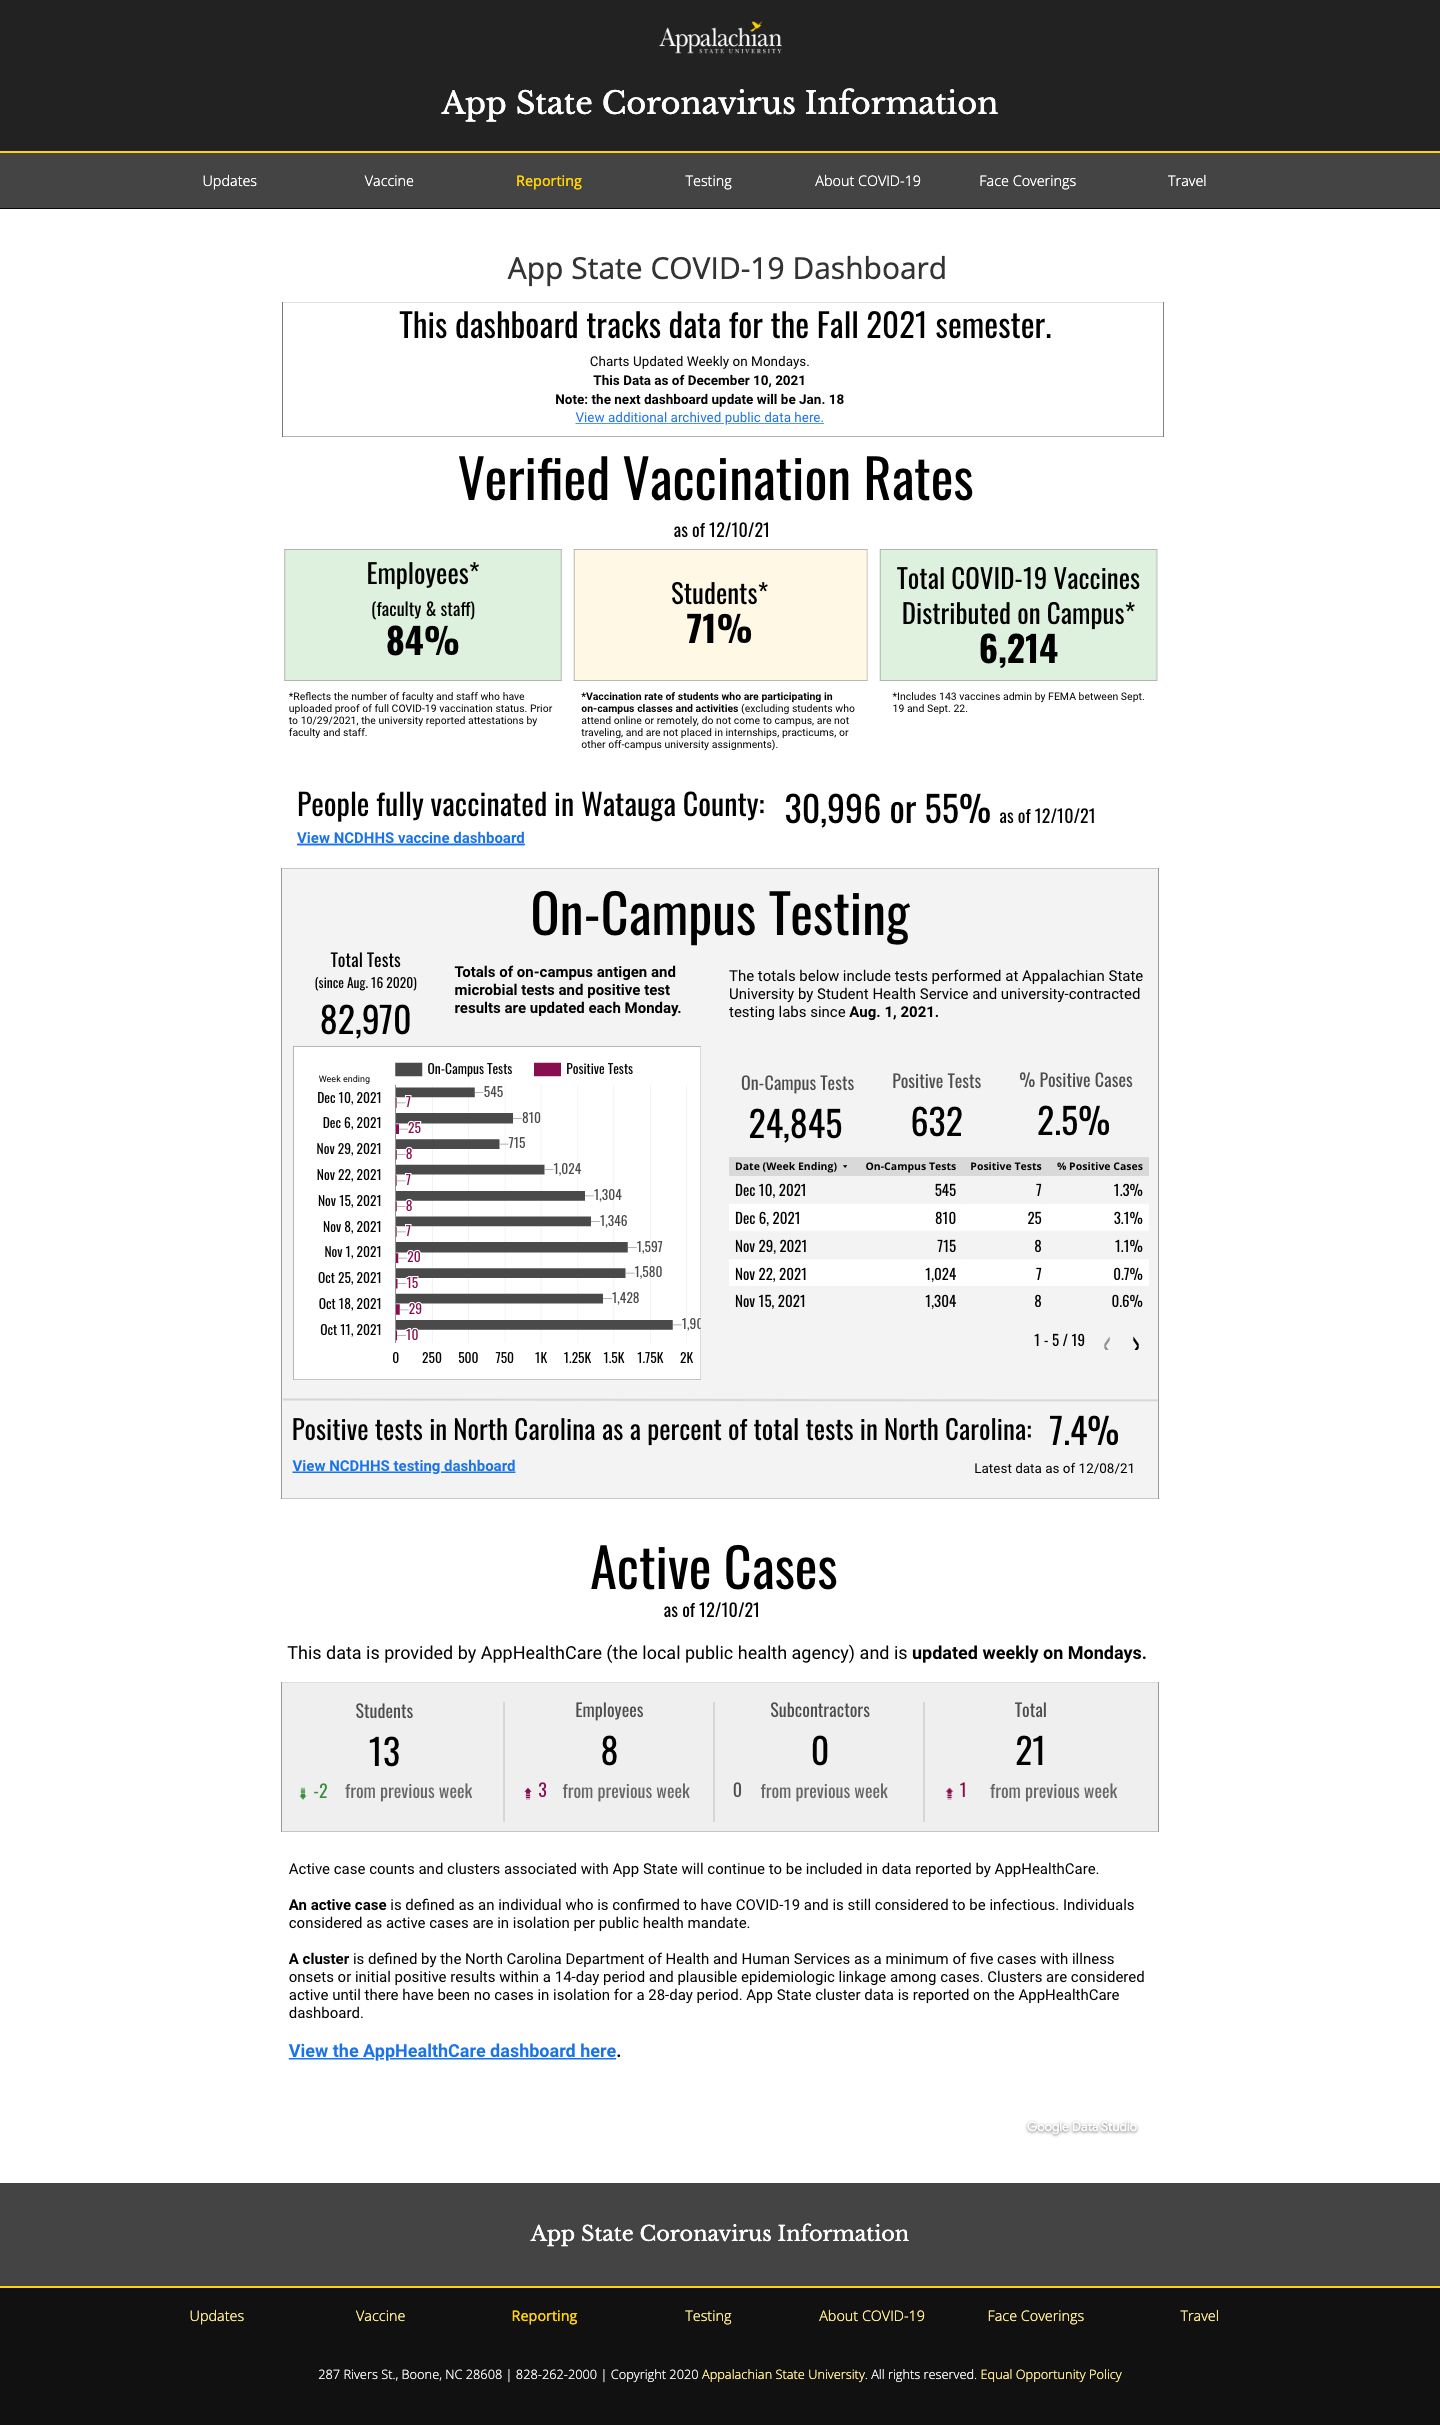 Appalachian
STATE UNIVERSITY
App State Coronavirus Information
Updates Vaccine Reporting Testing About COVID-19 Face Coverings Travel
App State COVID-19 Dashboard
This dashboard tracks data for the Fall 2021 semester.
Charts Updated Weekly on Mondays.
This Data as of December 10, 2021
Note: the next dashboard update will be Jan. 18
View additional archived public data here.
Verified Vaccination Rates
as of 12/10/21
Employees*
(faculty & staff)
84%
Students*
71%
Total COVID-19 Vaccines
Distributed on Campus*
6,214
*Reflects the number of faculty and staff who have
uploaded proof of full COVID-19 vaccination status. Prior
to 10/29/2021, the university reported attestations by
faculty and staff.
*Vaccination rate of students who are participating in
on-campus classes and activities (excluding students who
attend online or remotely, do not come to campus, are not
traveling, and are not placed in internships, practicums, or
other off-campus university assignments).
*Includes 143 vaccines admin by FEMA between Sept.
19 and Sept. 22.
People fully vaccinated in Watauga County: 30,996 or 55% as of 12/10/21
View NCDHHS vaccine dashboard
On-Campus Testing
Total Tests
(since Aug. 16 2020)
82,970
Totals of on-campus antigen and
microbial tests and positive test
results are updated each Monday.
The totals below include tests performed at Appalachian State
University by Student Health Service and university-contracted
testing labs since Aug. 1, 2021.
On-Campus Tests Positive Tests
Week ending
Dec 10, 2021 545
7
Dec 6, 2021 810
25
Nov 29, 2021 715
8
Nov 22, 2021 1,024
7
Nov 15, 2021 1,304
8
Nov 8, 2021 1,346
7
Nov 1, 2021 1,597
20
Oct 25, 2021 1,580
15
Oct 18, 2021 1,428
29
Oct 11, 2021 1,90
10
0 250 500 750 1K 1.25K 1.5K 1.75K 2K
On-Campus Tests Positive Tests % Positive Cases
24,845 632 2.5%
Date (Week Ending) On-Campus Tests Positive Tests % Positive Cases
Dec 10, 2021 545 7 1.3%
Dec 6, 2021 810 25 3.1%
Nov 29, 2021 715 8 1.1%
Nov 22, 2021 1,024 7 0.7%
Nov 15, 2021 1,304 8 0.6%
1 - 5 / 19
Positive tests in North Carolina as a percent of total tests in North Carolina: 7.4%
View NCDHHS testing dashboard
Latest data as of 12/08/21
Active Cases
as of 12/10/21
This data is provided by AppHealthCare (the local public health agency) and is updated weekly on Mondays.
Students Employees Subcontractors Total
13 8 0 21
-2 from previous week 3 from previous week 0 from previous week 1 from previous week
Active case counts and clusters associated with App State will continue to be included in data reported by AppHealthCare.
An active case is defined as an individual who is confirmed to have COVID-19 and is still considered to be infectious. Individuals
considered as active cases are in isolation per public health mandate.
A cluster is defined by the North Carolina Department of Health and Human Services as a minimum of five cases with illness
onsets or initial positive results within a 14-day period and plausible epidemiologic linkage among cases. Clusters are considered
active until there have been no cases in isolation for a 28-day period. App State cluster data is reported on the AppHealthCare
dashboard.
View the AppHealthCare dashboard here.
Google Data Studio
App State Coronavirus Information
Updates Vaccine Reporting Testing About COVID-19 Face Coverings Travel
287 Rivers St., Boone, NC 28608 | 828-262-2000 | Copyright 2020 Appalachian State University. All rights reserved. Equal Opportunity Policy